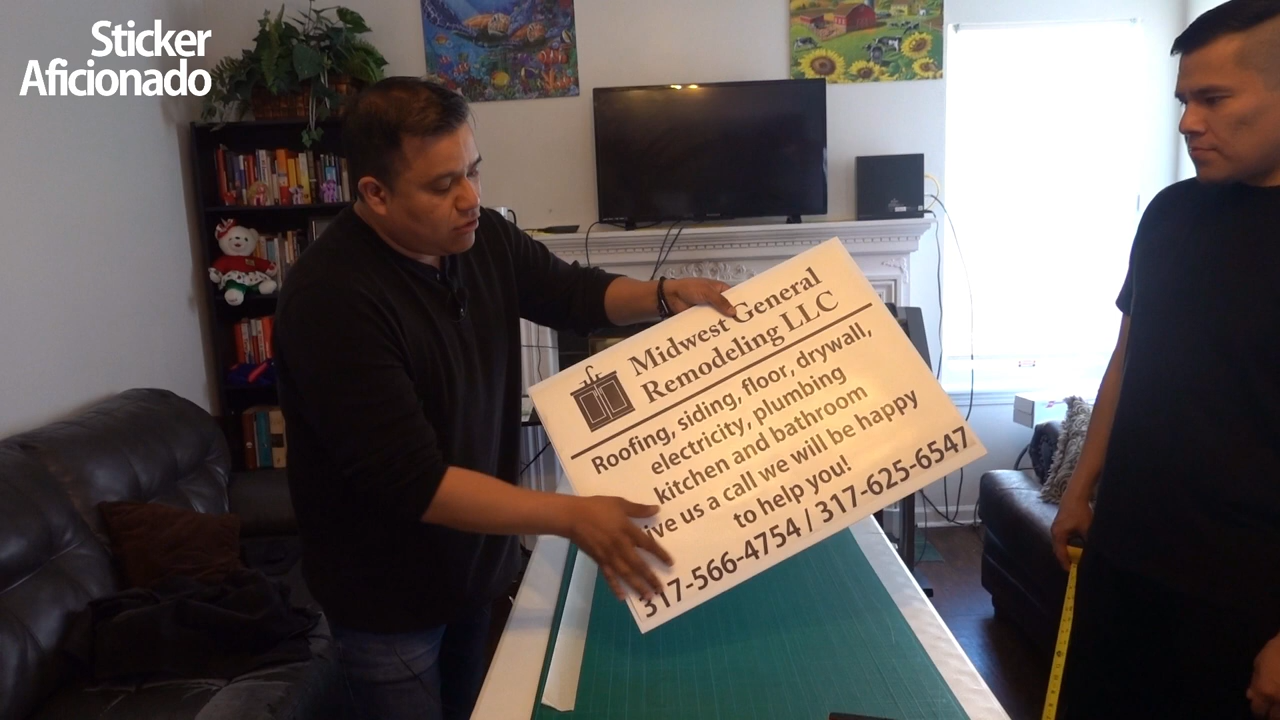 Sticker
Aficionado
Midwest General
Remodeling LLC
Roofing, siding, floor, drywall,
electricity, plumbing
kitchen and bathroom
ive us a call we will be happy
to help you!
317-566-4754 / 317-625-6547